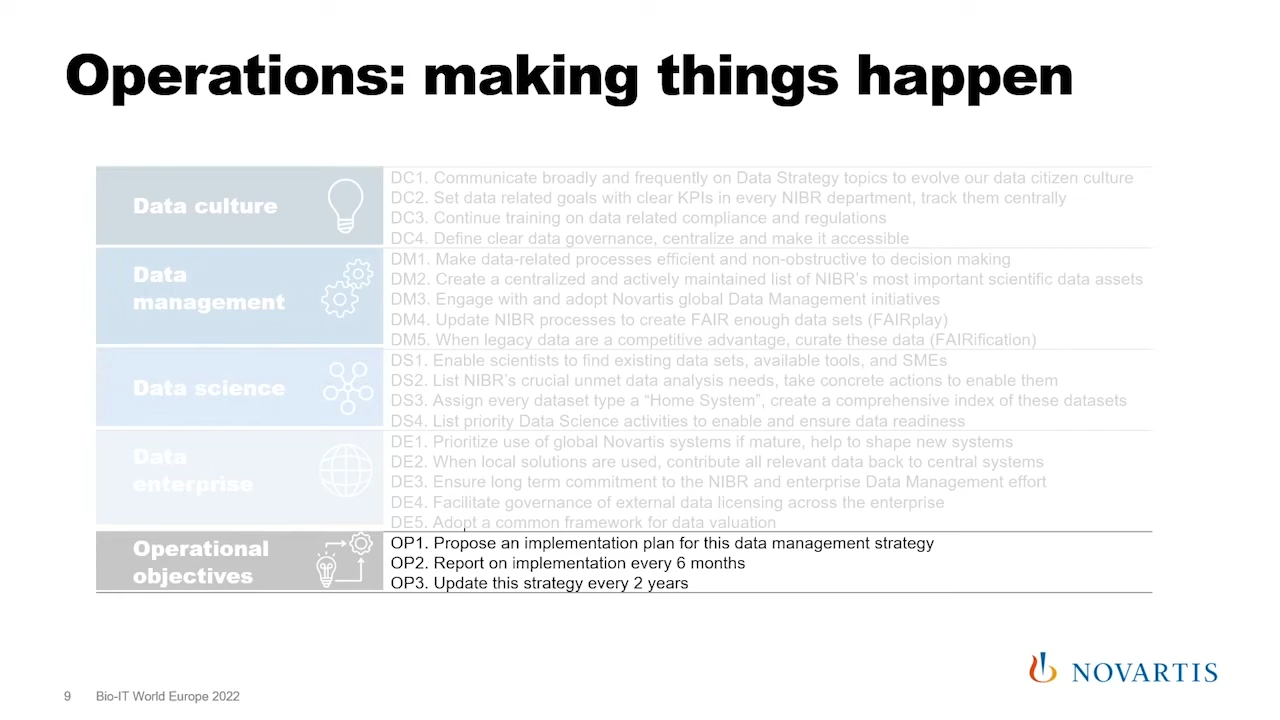 Operations: making things happen
Data culture
DC1. Communicate broadly and frequently on Data Strategy topics to evolve our data citizen culture
DC2. Set data related goals with clear KPIs in every NIBR department, track them centrally
DC3. Continue training on data related compliance and regulations
DC4. Define clear data governance, centralize and make it accessible
Data
management
DM1. Make data-related processes efficient and non-obstructive to decision making
DM2. Create a centralized and actively maintained list of NIBR's most important scientific data assets
DM3. Engage with and adopt Novartis global Data Management initiatives
DM4. Update NIBR processes to create FAIR enough data sets (FAIRplay)
DM5. When legacy data are a competitive advantage, curate these data (FAIRification)
Data science
DS1. Enable scientists to find existing data sets, available tools, and SMEs
DS2. List NIBR's crucial unmet data analysis needs, take concrete actions to enable them
DS3. Assign every dataset type a “Home System”, create a comprehensive index of these datasets
DS4. List priority Data Science activities to enable and ensure data readiness
Data
enterprise
DE1. Prioritize use of global Novartis systems if mature, help to shape new systems
DE2. When local solutions are used, contribute all relevant data back to central systems
DE3. Ensure long term commitment to the NIBR and enterprise Data Management effort
DE4. Facilitate governance of external data licensing across the enterprise
DE5. Adopt a common framework for data valuation
Operational
objectives
OP1. Propose an implementation plan for this data management strategy
OP2. Report on implementation every 6 months
OP3. Update this strategy every 2 years
NOVARTIS
9 Bio-IT World Europe 2022